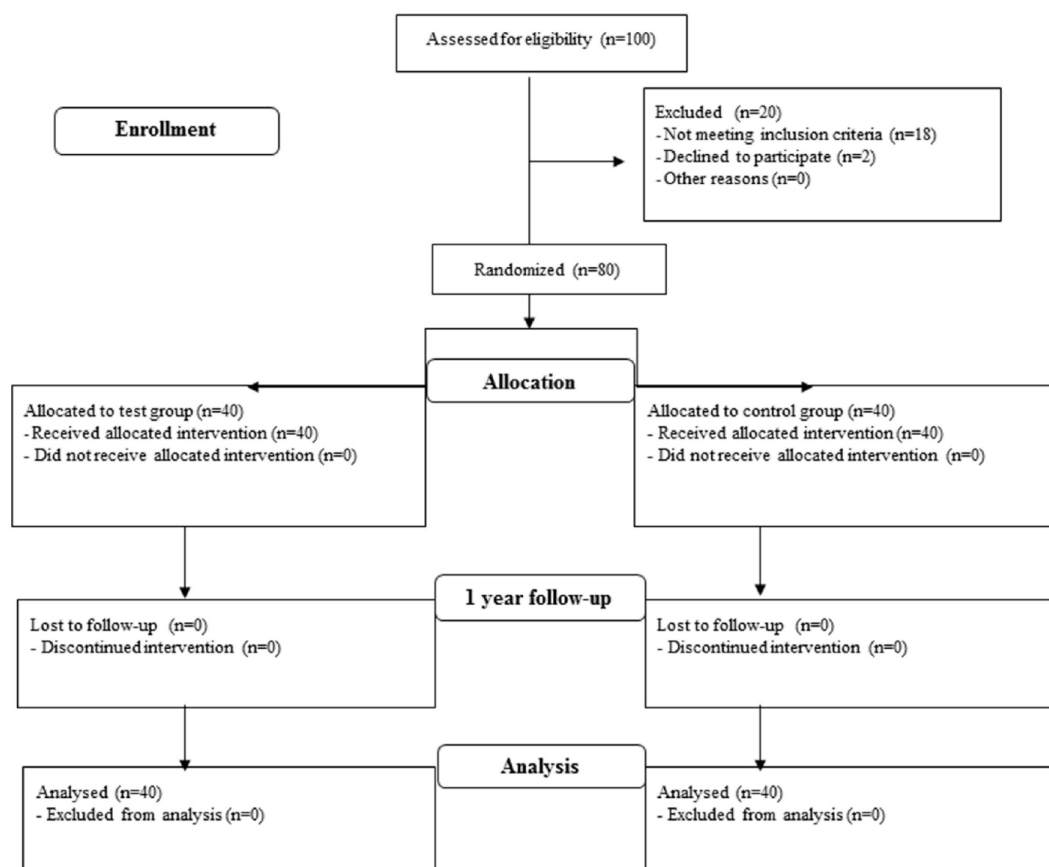 Assessed for eligibility (n=100)
Enrollment
Excluded (n=20)
- Not meeting inclusion criteria (n=18)
- Declined to participate (n=2)
- Other reasons (n=0)
Randomized (n=80)
Allocation
Allocated to test group (n=40)
- Received allocated intervention (n=40)
- Did not receive allocated intervention (n=0)
Allocated to control group (n=40)
- Received allocated intervention (n=40)
- Did not receive allocated intervention (n=0)
1 year follow-up
Lost to follow-up (n=0)
- Discontinued intervention (n=0)
Lost to follow-up (n=0)
- Discontinued intervention (n=0)
Analysis
Analysed (n=40)
- Excluded from analysis (n=0)
Analysed (n=40)
- Excluded from analysis (n=0)